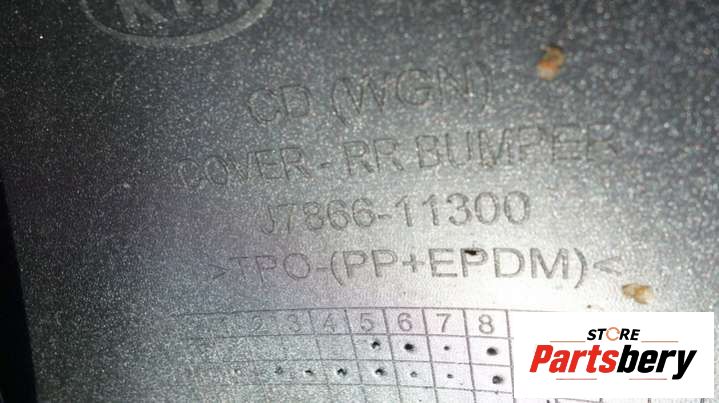 KIA
CD (WGN)
COVER - RR BUMPER
J7866-11300
>TPO-(PP+EPDM)<
1 2 3 4 5 6 7 8
STORE
Partsbery